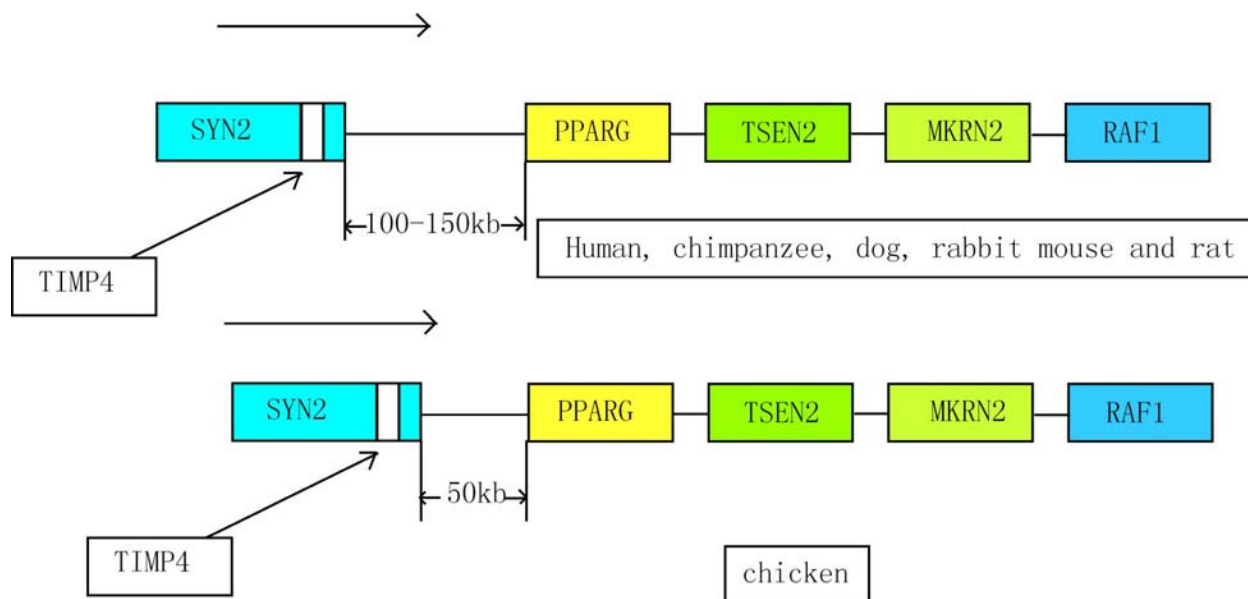 SYN2 PPARG TSEN2 MKRN2 RAF1
100-150kb
Human, chimpanzee, dog, rabbit mouse and rat
TIMP4
SYN2 PPARG TSEN2 MKRN2 RAF1
50kb
TIMP4
chicken